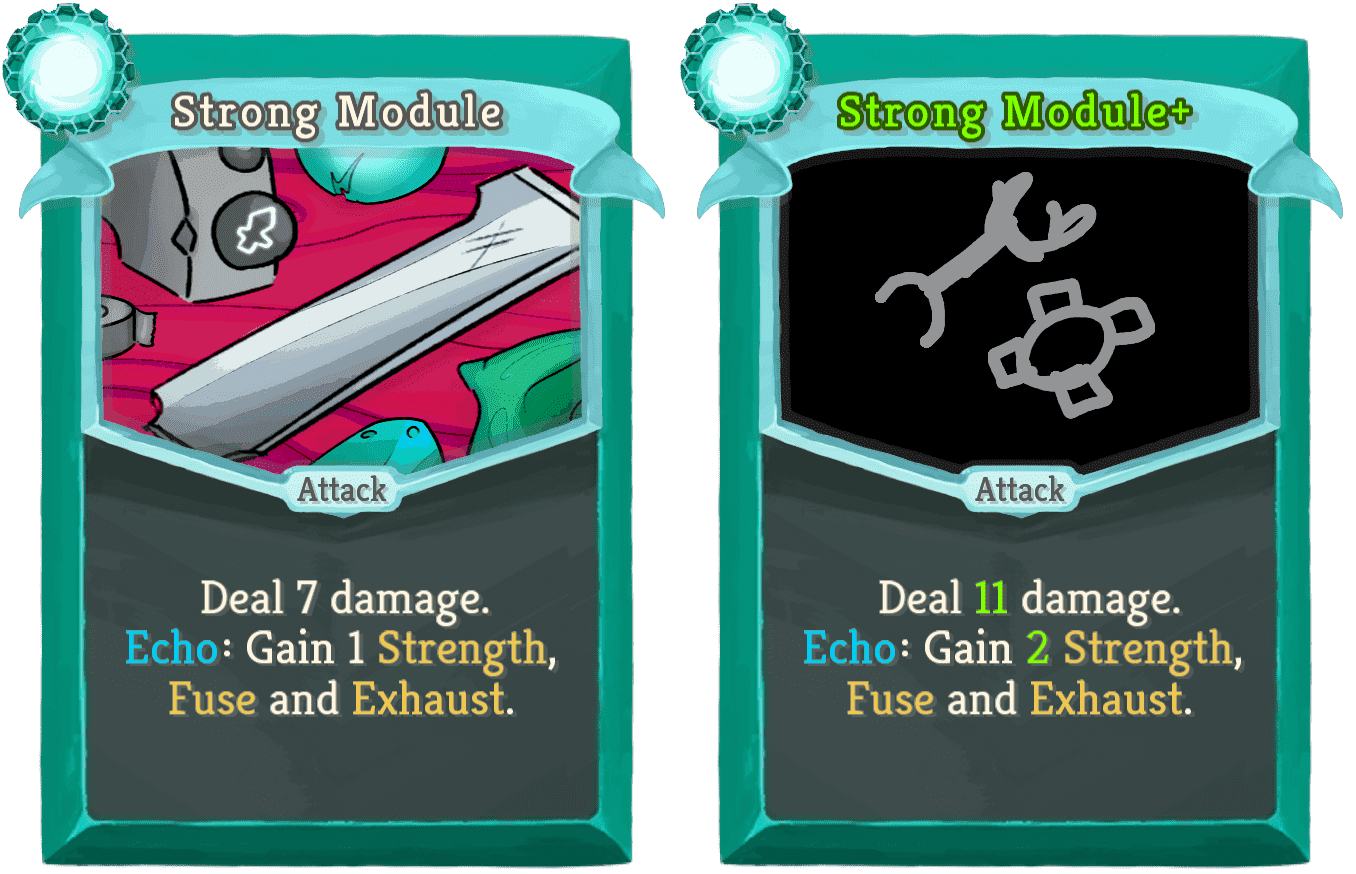 Strong Module
Attack
Deal 7 damage.
Echo: Gain 1 Strength,
Fuse and Exhaust.
Strong Module+
Attack
Deal 11 damage.
Echo: Gain 2 Strength,
Fuse and Exhaust.